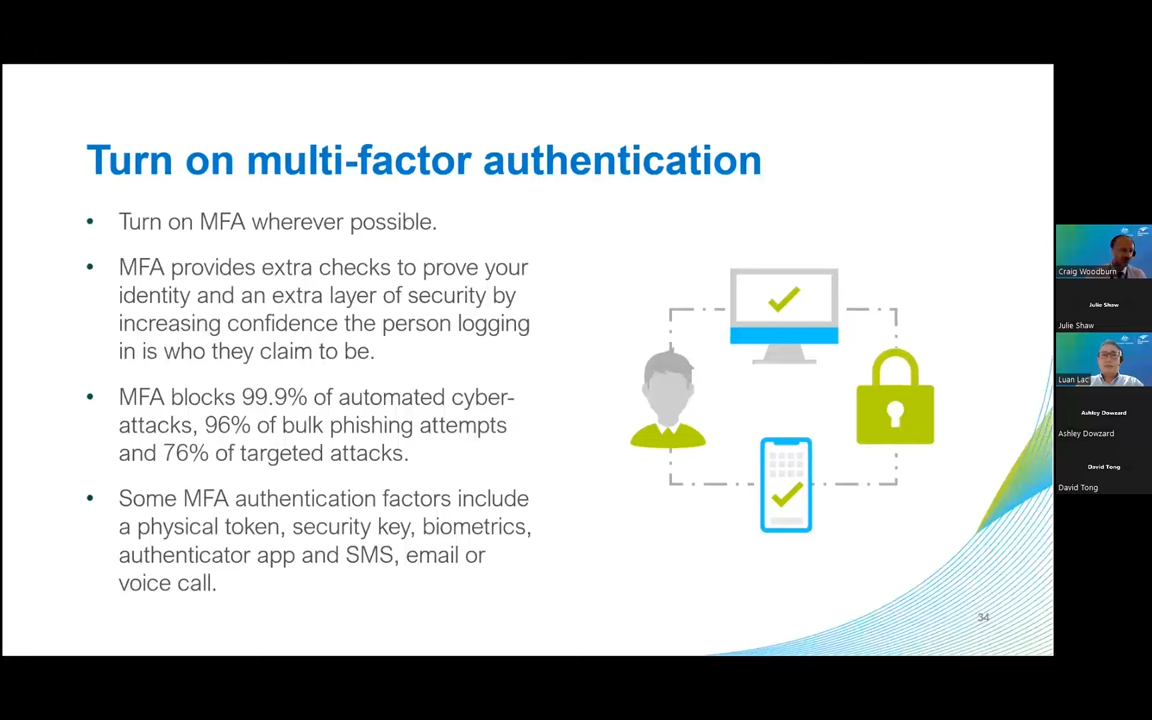 Turn on multi-factor authentication
• Turn on MFA wherever possible.
• MFA provides extra checks to prove your
identity and an extra layer of security by
increasing confidence the person logging
in is who they claim to be.
• MFA blocks 99.9% of automated cyber-
attacks, 96% of bulk phishing attempts
and 76% of targeted attacks.
• Some MFA authentication factors include
a physical token, security key, biometrics,
authenticator app and SMS, email or
voice call.
34
Craig Woodburn
Julie Shaw
Julie Shaw
Luan Lac
Ashley Dowzard
Ashley Dowzard
David Tong
David Tong